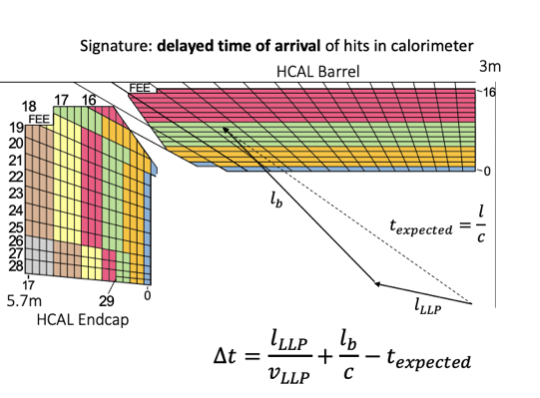 Signature: delayed time of arrival of hits in calorimeter
HCAL Barrel
3m
FEE
16
17
16
18
FEE
19
20
21
22
23
24
25
26
27
28
0
l_b
t_expected = l/c
17
29
0
5.7m
l_LLP
HCAL Endcap
Δt = l_LLP/v_LLP + l_b/c − t_expected